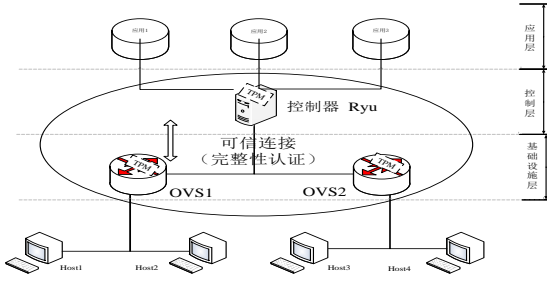 应用1
应用2
应用3
应用层
TPM
控制器 Ryu
控制层
可信连接
（完整性认证）
TPM
TPM
OVS1
OVS2
基础设施层
Host1
Host2
Host3
Host4